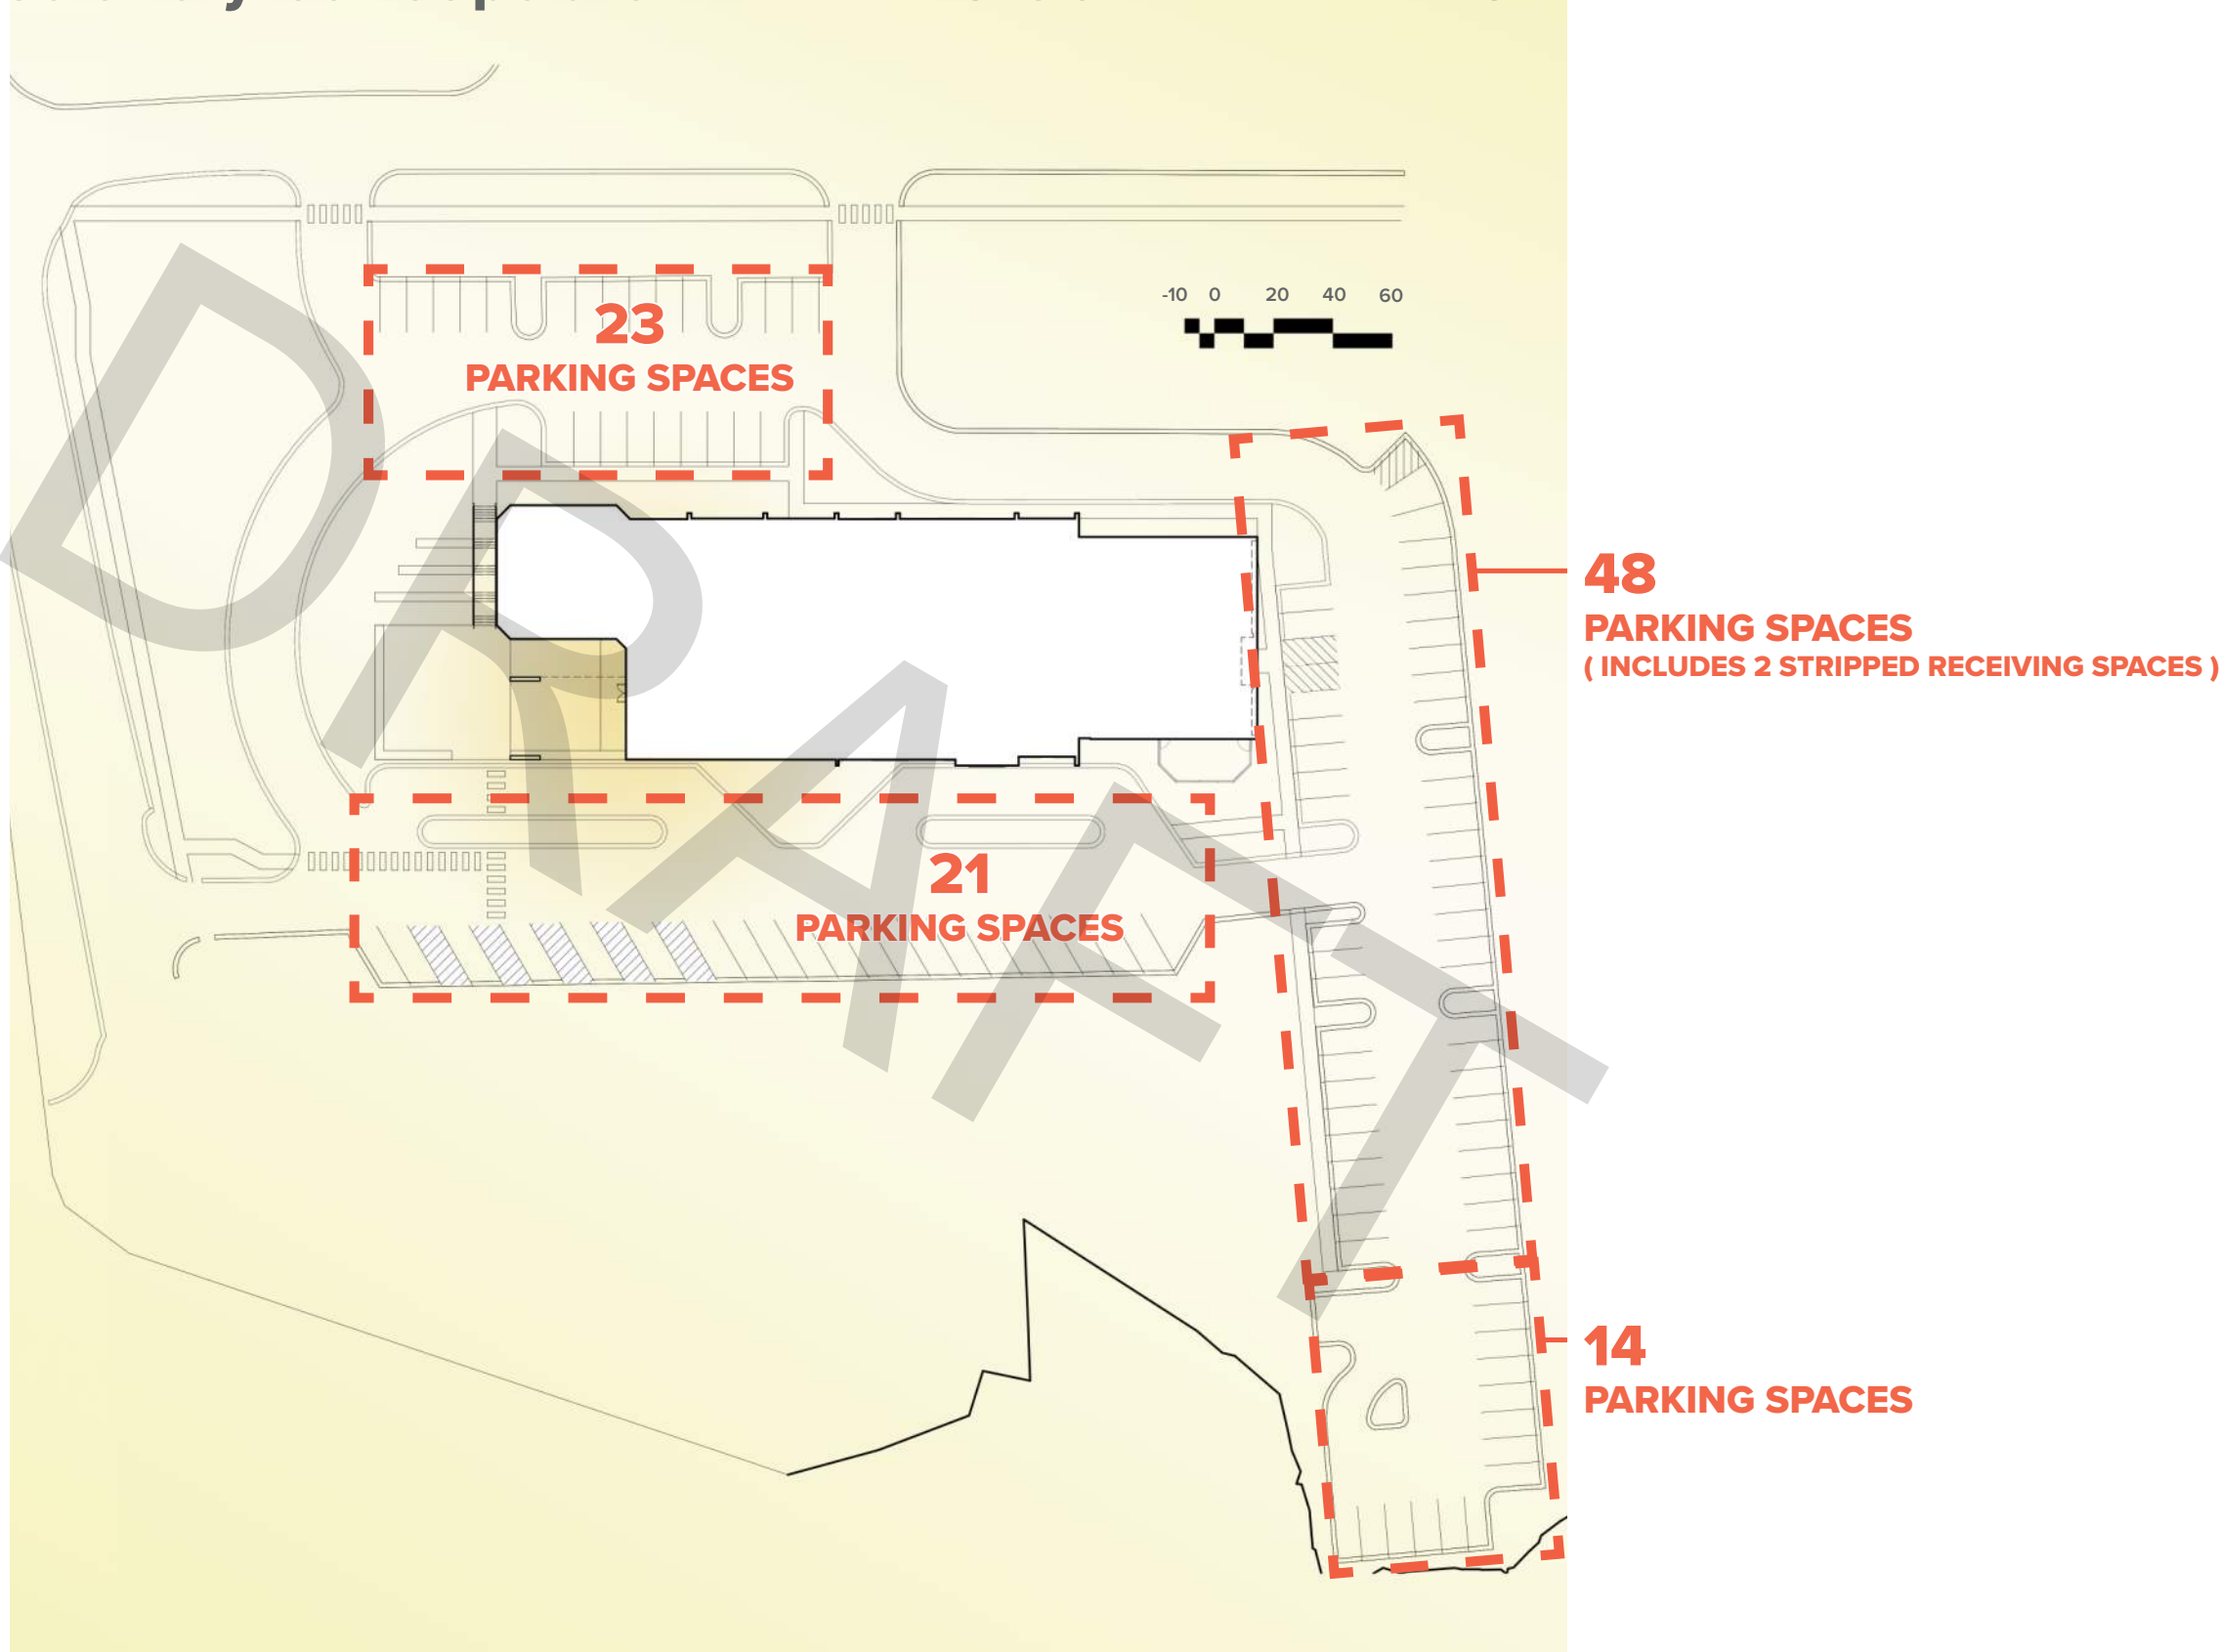 -10 0 20 40 60
23
PARKING SPACES
48
PARKING SPACES
( INCLUDES 2 STRIPPED RECEIVING SPACES )
21
PARKING SPACES
14
PARKING SPACES
DRAFT